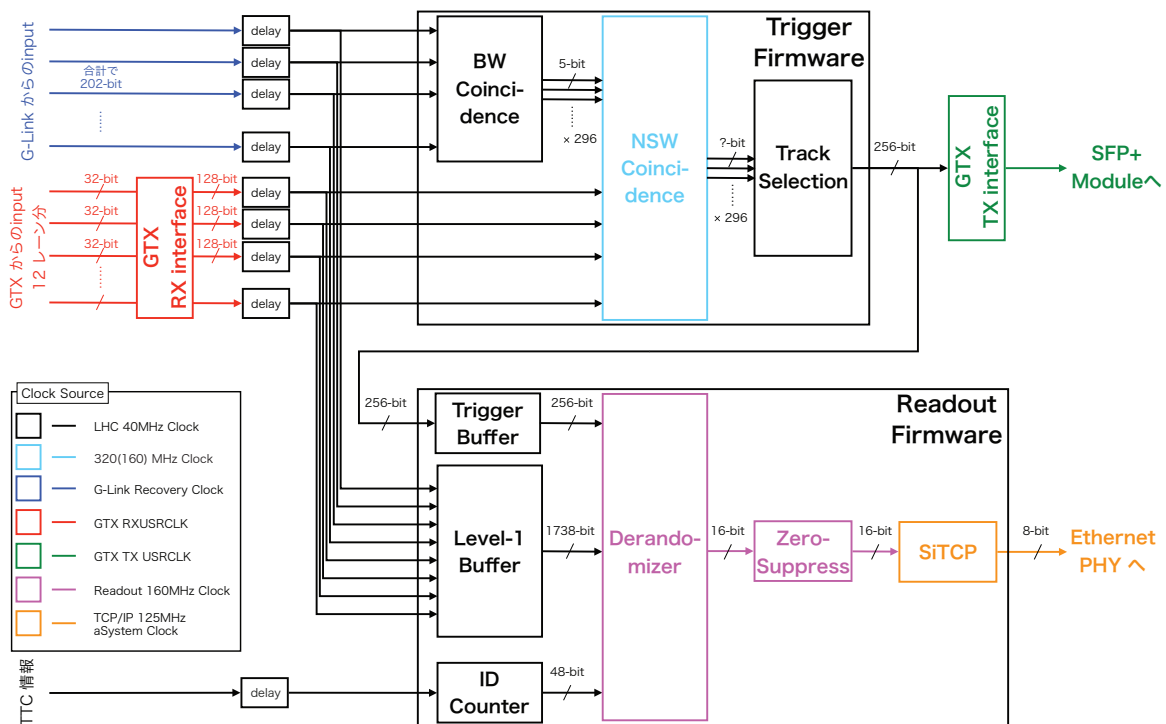 G-Link からのinput
合計で
202-bit
delay
delay
delay
delay
BW
Coinci-
dence
5-bit
× 296
NSW
Coinci-
dence
?-bit
× 296
Trigger
Firmware
Track
Selection
256-bit
GTX
TX interface
SFP+
Moduleへ
GTX からのinput
12 レーン分
32-bit
32-bit
32-bit
GTX
RX interface
128-bit
128-bit
128-bit
delay
delay
delay
delay
Clock Source
LHC 40MHz Clock
320(160) MHz Clock
G-Link Recovery Clock
GTX RXUSRCLK
GTX TX USRCLK
Readout 160MHz Clock
TCP/IP 125MHz
aSystem Clock
256-bit
Trigger
Buffer
256-bit
Readout
Firmware
Level-1
Buffer
1738-bit
Derando-
mizer
16-bit
Zero-
Suppress
16-bit
SiTCP
8-bit
Ethernet
PHY へ
TTC 情報
delay
ID
Counter
48-bit